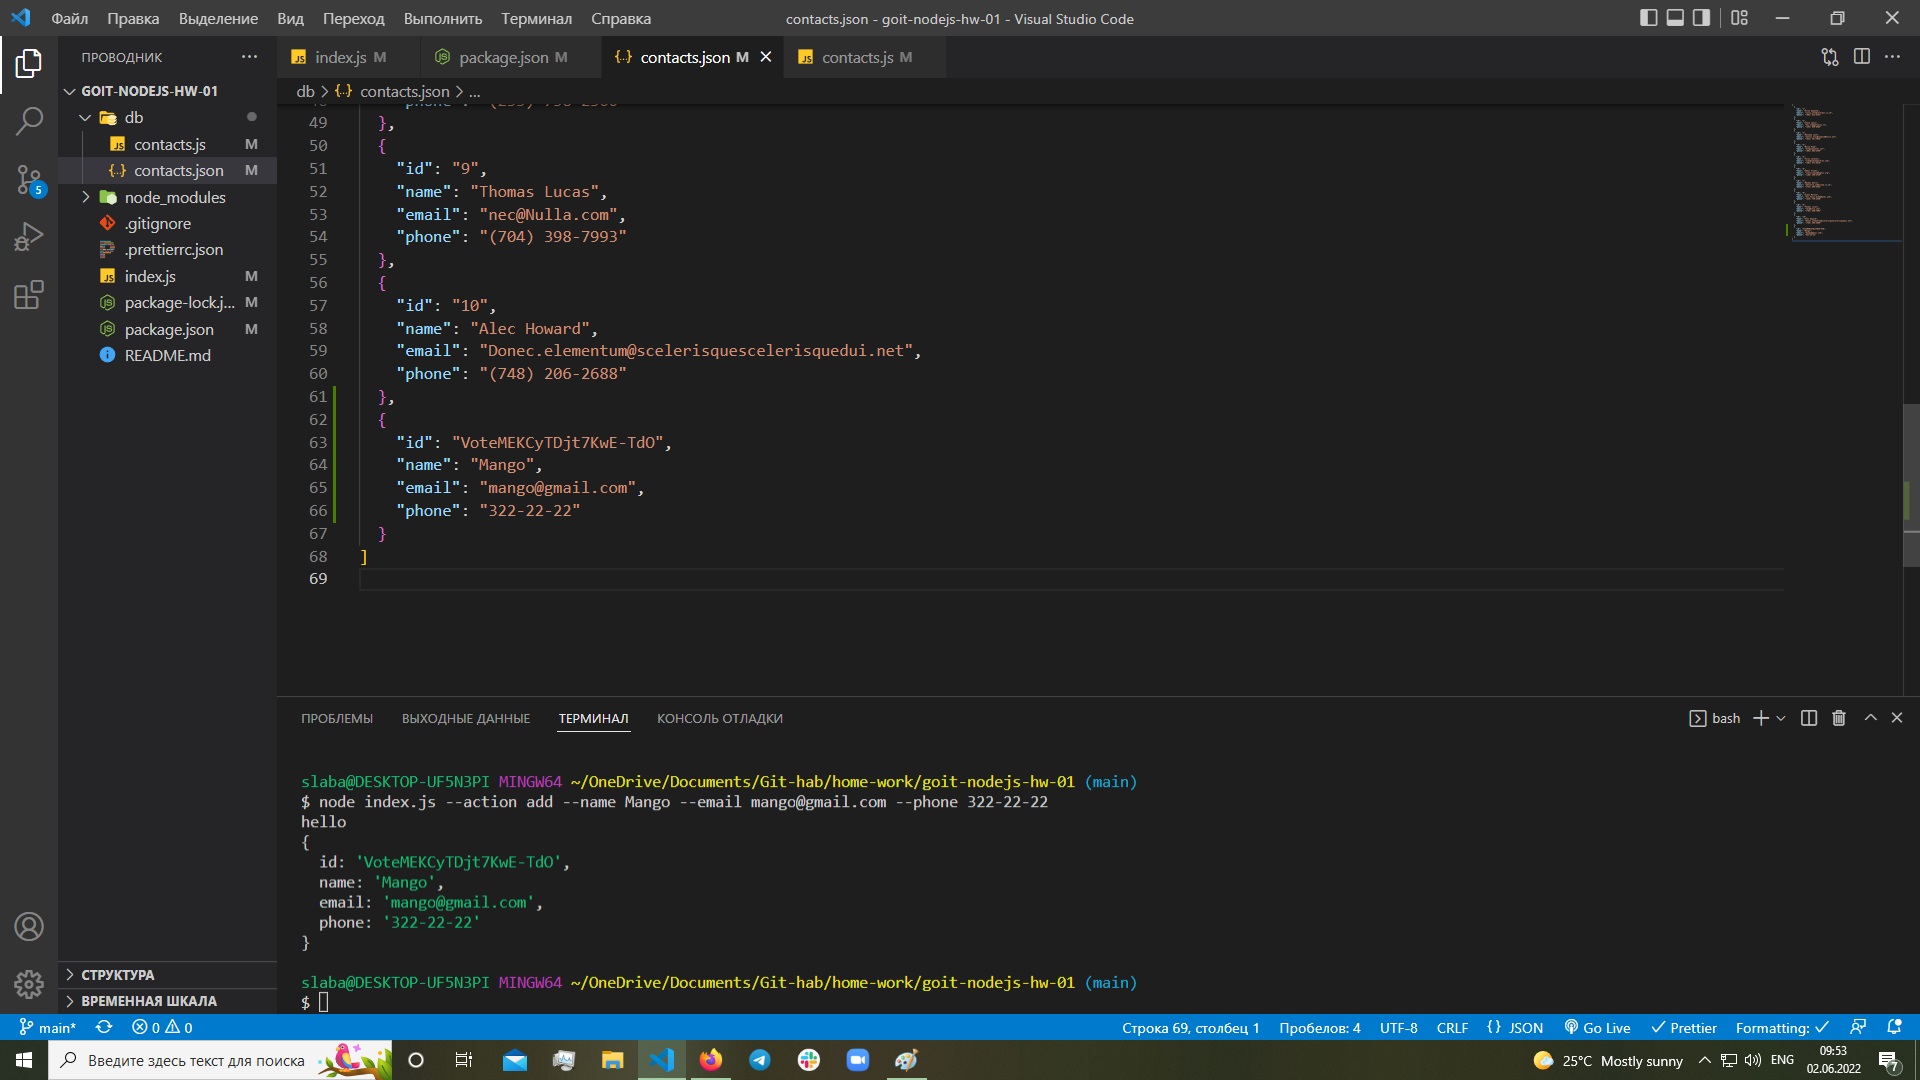 Файл Правка Выделение Вид Переход Выполнить Терминал Справка
contacts.json - goit-nodejs-hw-01 - Visual Studio Code
ПРОВОДНИК
index.js M
package.json M
contacts.json M
contacts.js M
GOIT-NODEJS-HW-01
db
contacts.js M
contacts.json M
node_modules
.gitignore
.prettierrc.json
index.js M
package-lock.j... M
package.json M
README.md
5
СТРУКТУРА
ВРЕМЕННАЯ ШКАЛА
db > contacts.json > ...
49 },
50 {
51 "id": "9",
52 "name": "Thomas Lucas",
53 "email": "nec@Nulla.com",
54 "phone": "(704) 398-7993"
55 },
56 {
57 "id": "10",
58 "name": "Alec Howard",
59 "email": "Donec.elementum@scelerisquescelerisquedui.net",
60 "phone": "(748) 206-2688"
61 },
62 {
63 "id": "VoteMEKCyTDjt7KwE-TdO",
64 "name": "Mango",
65 "email": "mango@gmail.com",
66 "phone": "322-22-22"
67 }
68 ]
69
ПРОБЛЕМЫ ВЫХОДНЫЕ ДАННЫЕ ТЕРМИНАЛ КОНСОЛЬ ОТЛАДКИ
bash
slaba@DESKTOP-UF5N3PI MINGW64 ~/OneDrive/Documents/Git-hab/home-work/goit-nodejs-hw-01 (main)
$ node index.js --action add --name Mango --email mango@gmail.com --phone 322-22-22
hello
{
id: 'VoteMEKCyTDjt7KwE-TdO',
name: 'Mango',
email: 'mango@gmail.com',
phone: '322-22-22'
}
slaba@DESKTOP-UF5N3PI MINGW64 ~/OneDrive/Documents/Git-hab/home-work/goit-nodejs-hw-01 (main)
$
main* 0 0
Строка 69, столбец 1 Пробелов: 4 UTF-8 CRLF {} JSON Go Live Prettier Formatting:
Введите здесь текст для поиска
25°C Mostly sunny
ENG
09:53
02.06.2022
7